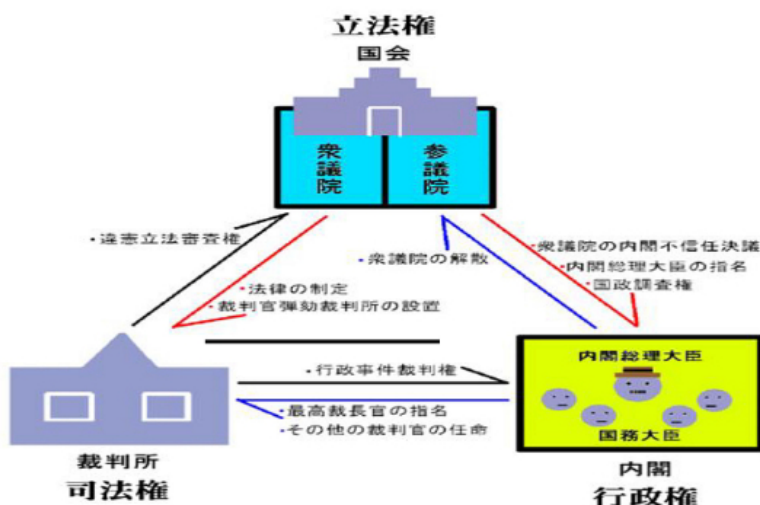 立法権
国会
衆議院
参議院
・違憲立法審査権
・法律の制定
・裁判官弾劾裁判所の設置
・衆議院の解散
・衆議院の内閣不信任決議
・内閣総理大臣の指名
・国政調査権
・行政事件裁判権
・最高裁長官の指名
・その他の裁判官の任命
内閣総理大臣
国務大臣
裁判所
司法権
内閣
行政権